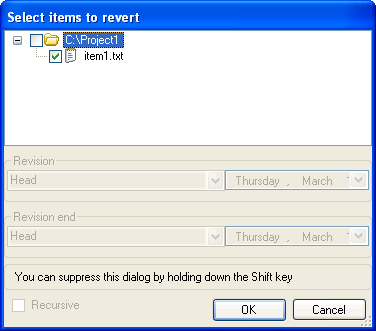 Select items to revert
C:\Project1
item1.txt
Revision
Head
Thursday , March
Revision end
Head
Thursday , March
You can suppress this dialog by holding down the Shift key
Recursive
OK
Cancel